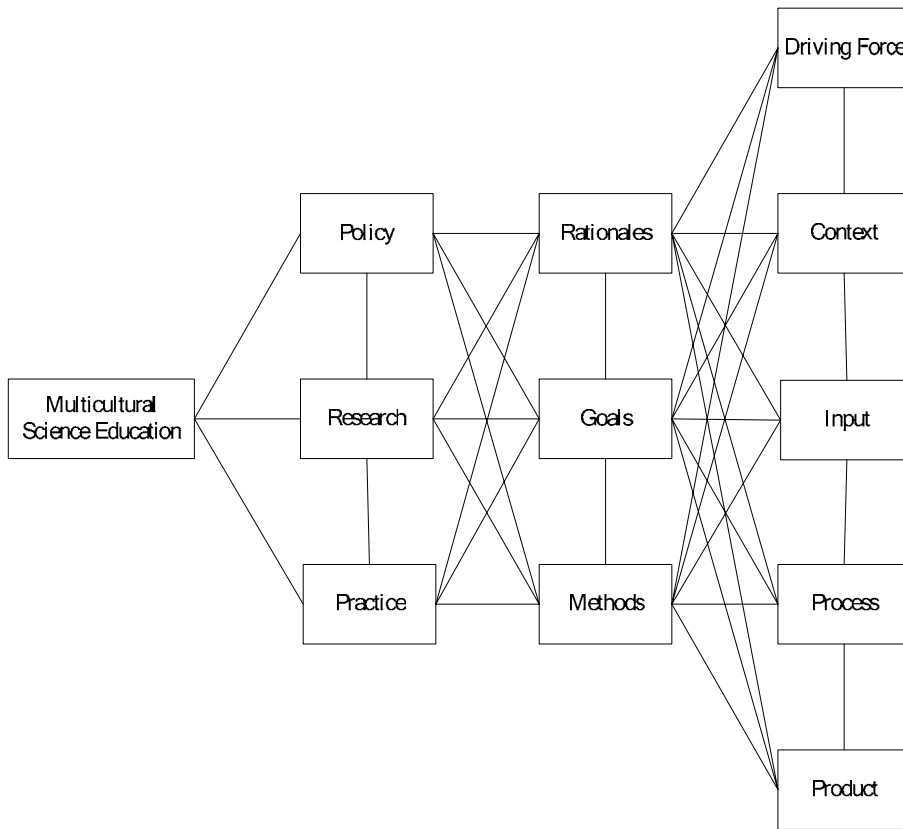 Driving Force
Policy
Rationales
Context
Multicultural
Science Education
Research
Goals
Input
Practice
Methods
Process
Product